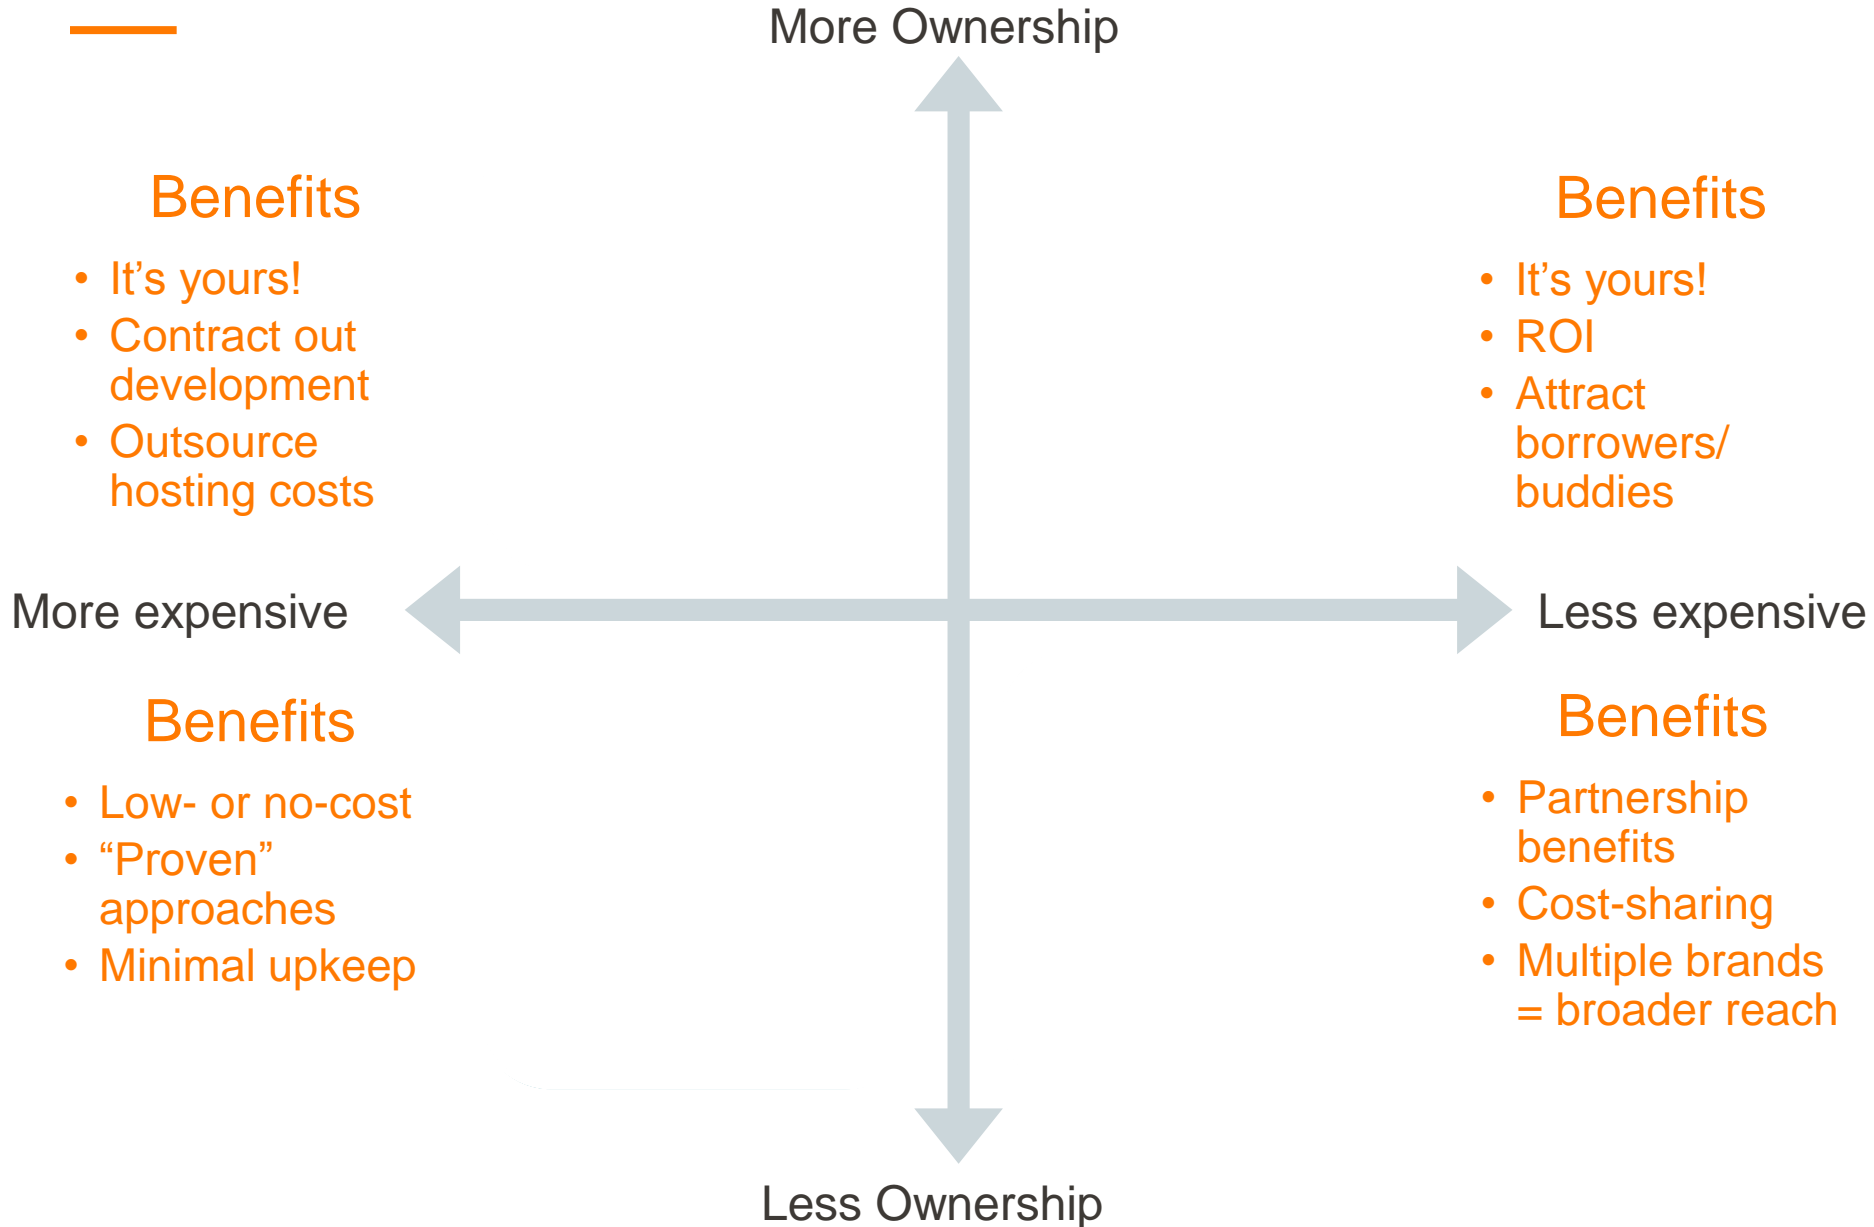 More Ownership
Benefits
• It’s yours!
• Contract out
development
• Outsource
hosting costs
Benefits
• It’s yours!
• ROI
• Attract
borrowers/
buddies
More expensive
Less expensive
Benefits
• Low- or no-cost
• “Proven”
approaches
• Minimal upkeep
Benefits
• Partnership
benefits
• Cost-sharing
• Multiple brands
= broader reach
Less Ownership